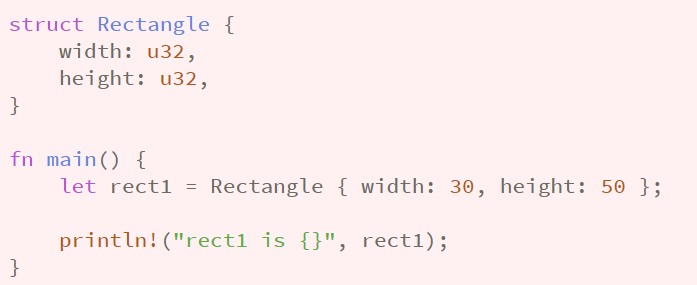 struct Rectangle {
    width: u32,
    height: u32,
}

fn main() {
    let rect1 = Rectangle { width: 30, height: 50 };

    println!("rect1 is {}", rect1);
}